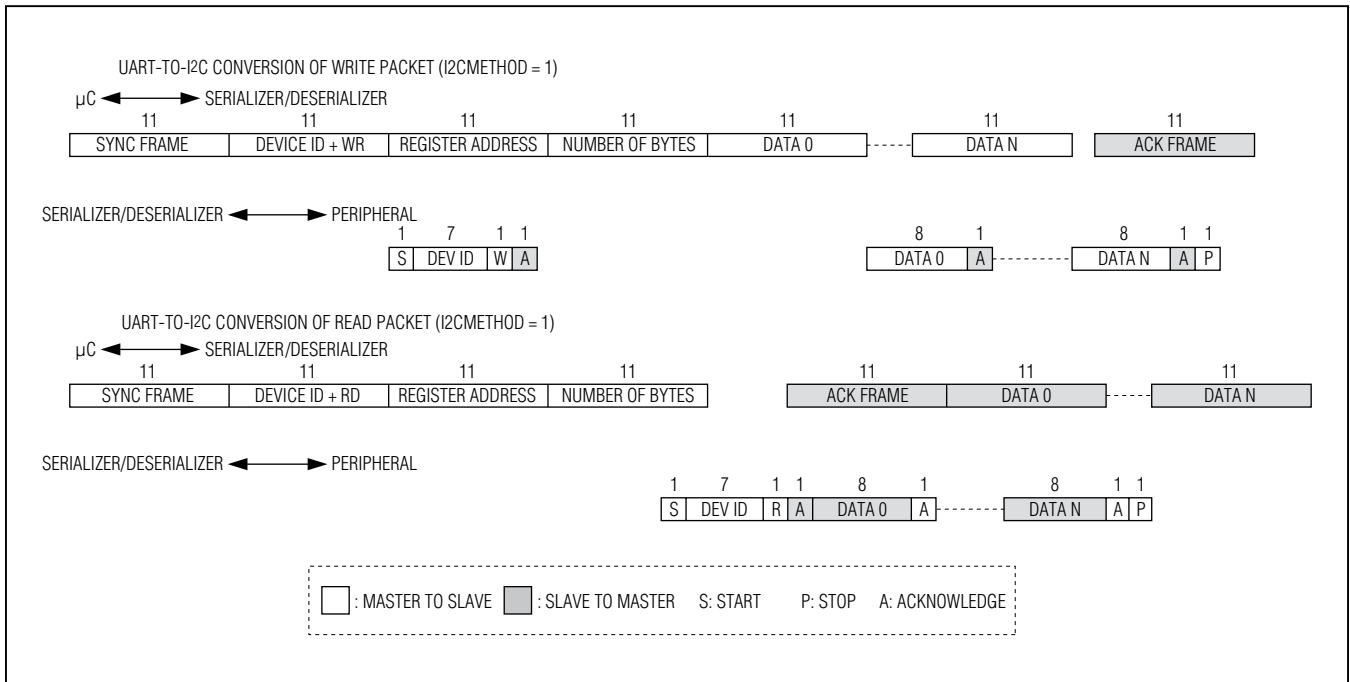 UART-TO-I2C CONVERSION OF WRITE PACKET (I2CMETHOD = 1)
µC SERIALIZER/DESERIALIZER
11 11 11 11 11 11 11
SYNC FRAME DEVICE ID + WR REGISTER ADDRESS NUMBER OF BYTES DATA 0 DATA N ACK FRAME
SERIALIZER/DESERIALIZER PERIPHERAL
1 7 1 1 8 1 8 1 1
S DEV ID W A DATA 0 A DATA N A P
UART-TO-I2C CONVERSION OF READ PACKET (I2CMETHOD = 1)
µC SERIALIZER/DESERIALIZER
11 11 11 11 11 11 11
SYNC FRAME DEVICE ID + RD REGISTER ADDRESS NUMBER OF BYTES ACK FRAME DATA 0 DATA N
SERIALIZER/DESERIALIZER PERIPHERAL
1 7 1 1 8 1 8 1 1
S DEV ID R A DATA 0 A DATA N A P
: MASTER TO SLAVE : SLAVE TO MASTER S: START P: STOP A: ACKNOWLEDGE